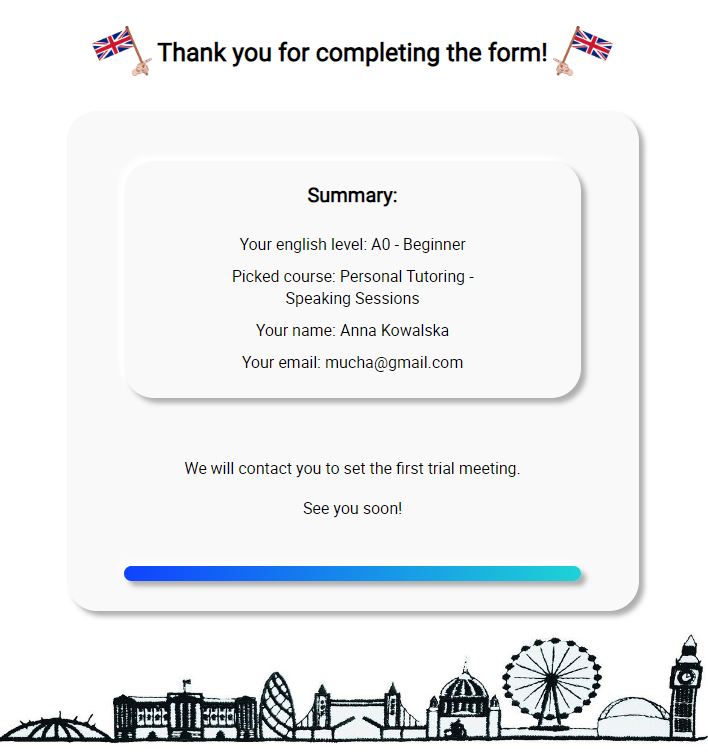 Thank you for completing the form!
Summary:
Your english level: A0 - Beginner
Picked course: Personal Tutoring -
Speaking Sessions
Your name: Anna Kowalska
Your email: mucha@gmail.com
We will contact you to set the first trial meeting.
See you soon!